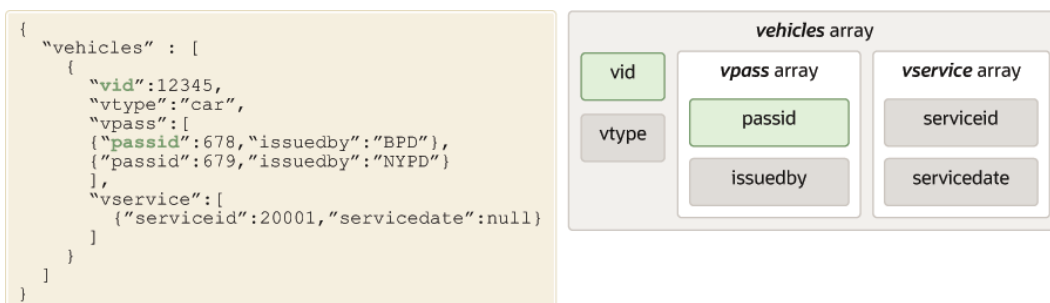 {
“vehicles” : [
{
“vid”:12345,
“vtype”:”car”,
“vpass”:[
{“passid”:678,“issuedby”:”BPD”},
{”passid”:679,”issuedby”:”NYPD”}
],
“vservice”:[
{”serviceid”:20001,”servicedate”:null}
]
}
]
}
vehicles array
vid
vtype
vpass array
passid
issuedby
vservice array
serviceid
servicedate